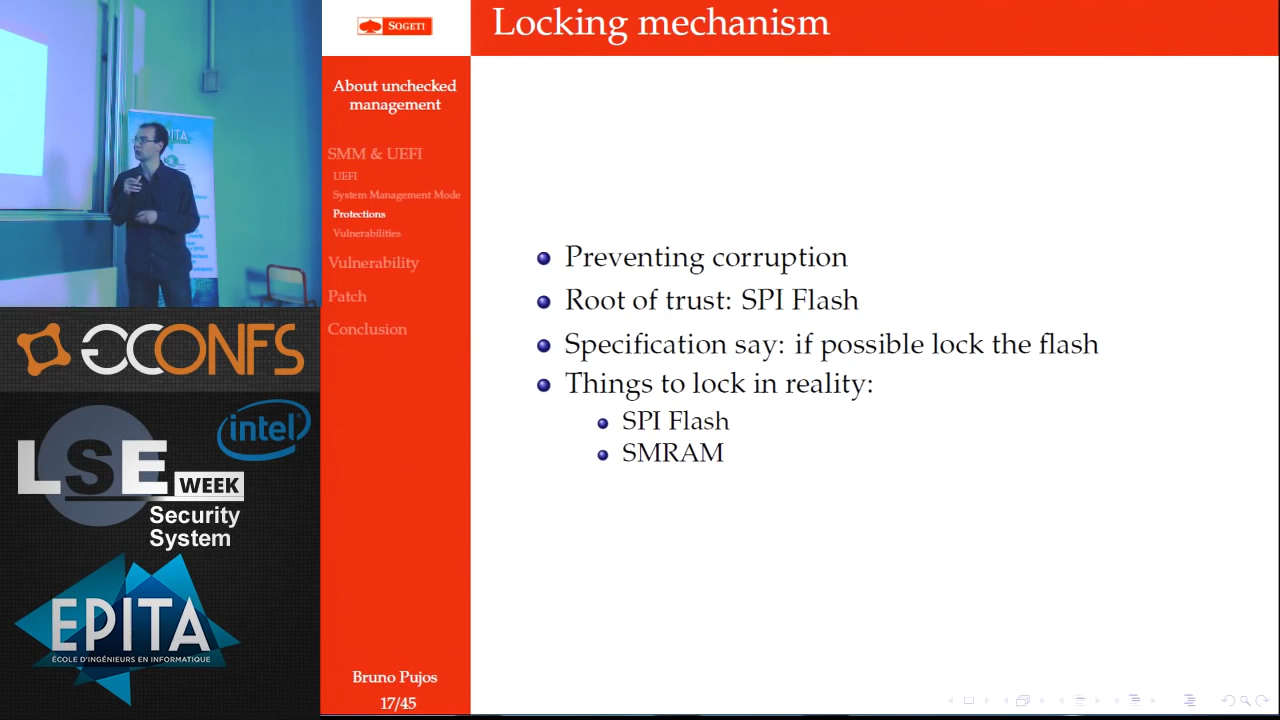 SOGETI
Locking mechanism
About unchecked
management
SMM & UEFI
UEFI
System Management Mode
Protections
Vulnerabilities
Vulnerability
Patch
Conclusion
Preventing corruption
Root of trust: SPI Flash
Specification say: if possible lock the flash
Things to lock in reality:
SPI Flash
SMRAM
Bruno Pujos
17/45
CONFS
intel
LSE
WEEK
Security
System
EPITA
ÉCOLE D'INGÉNIEURS EN INFORMATIQUE